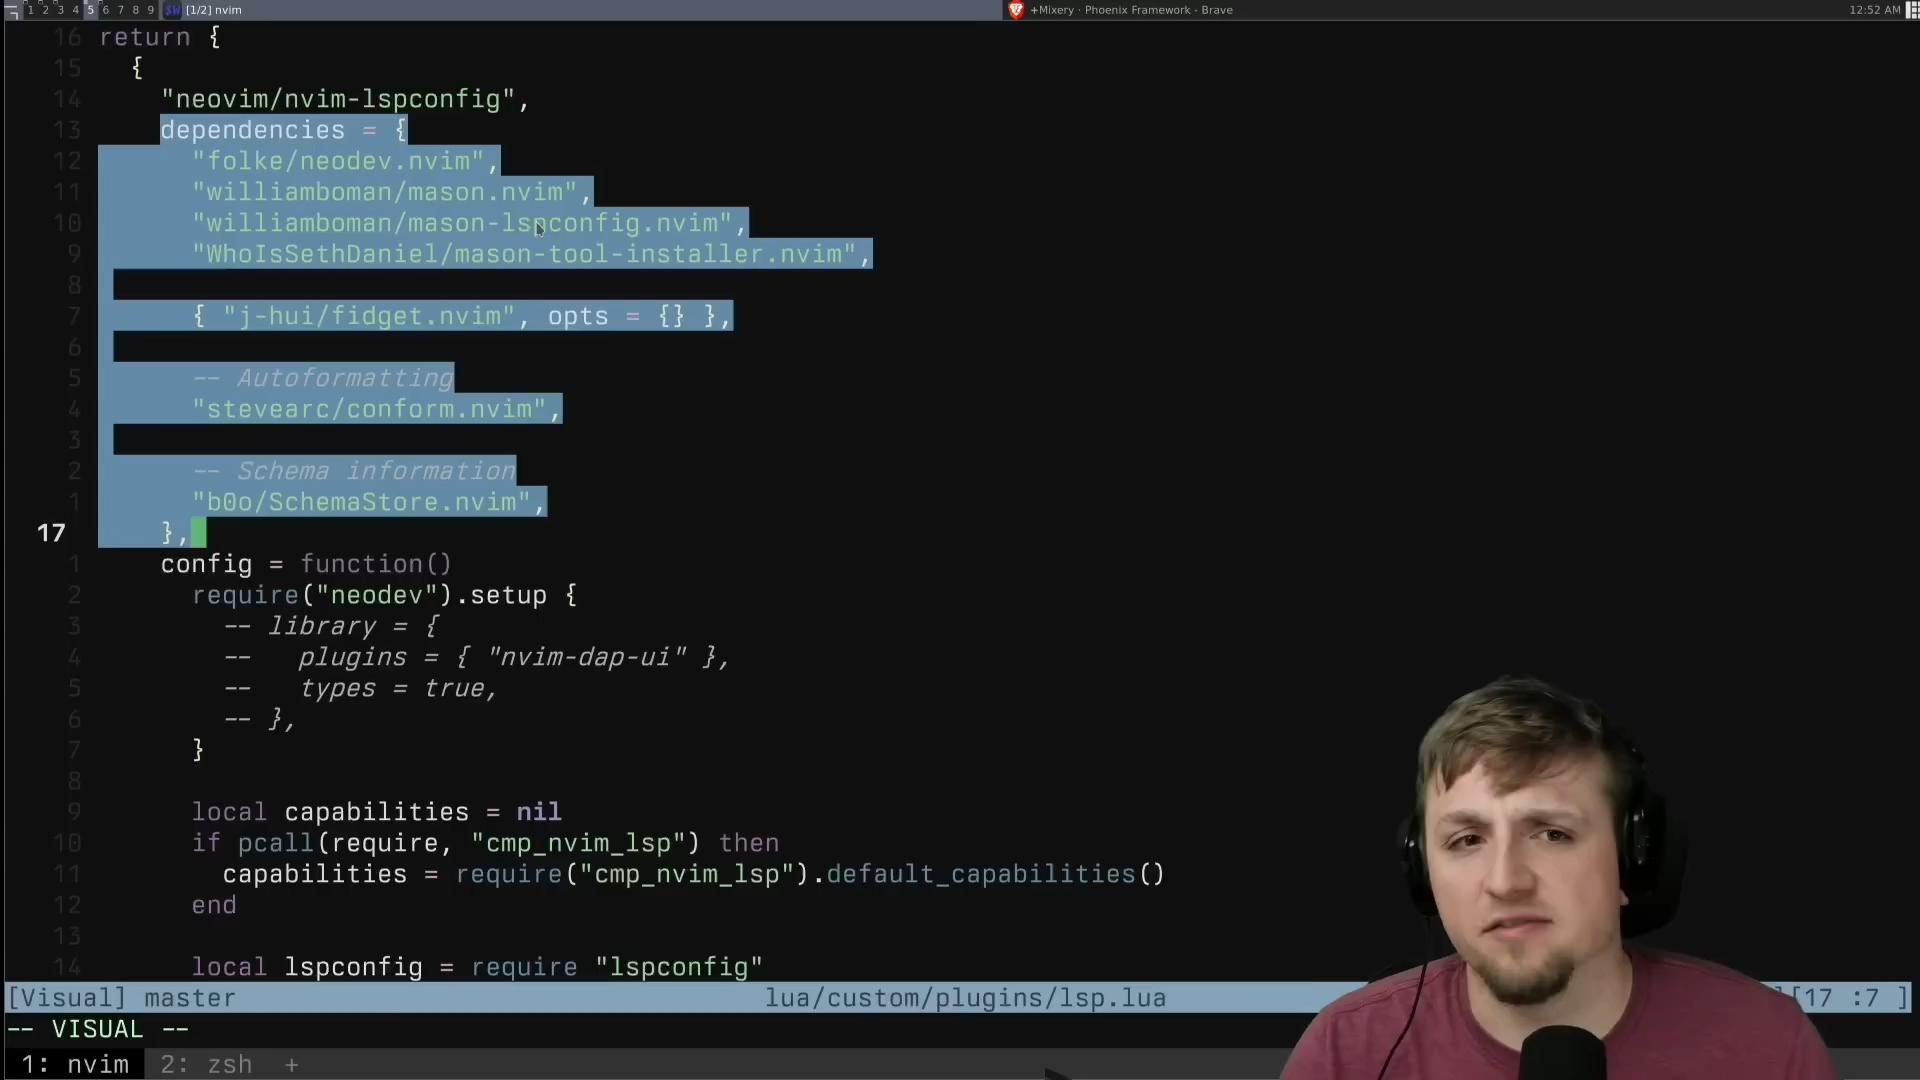 1 2 3 4 5 6 7 8 9 [1/2] nvim +Mixery · Phoenix Framework - Brave 12:52 AM
16 return {
15 {
14 "neovim/nvim-lspconfig",
13 dependencies = {
12 "folke/neodev.nvim",
11 "williamboman/mason.nvim",
10 "williamboman/mason-lspconfig.nvim",
9 "WhoIsSethDaniel/mason-tool-installer.nvim",
8
7 { "j-hui/fidget.nvim", opts = {} },
6
5 -- Autoformatting
4 "stevearc/conform.nvim",
3
2 -- Schema information
1 "b0o/SchemaStore.nvim",
17 },
1 config = function()
2 require("neodev").setup {
3 -- library = {
4 -- plugins = { "nvim-dap-ui" },
5 -- types = true,
6 -- },
7 }
8
9 local capabilities = nil
10 if pcall(require, "cmp_nvim_lsp") then
11 capabilities = require("cmp_nvim_lsp").default_capabilities()
12 end
13
14 local lspconfig = require "lspconfig"
[Visual] master lua/custom/plugins/lsp.lua [17 :7 ]
-- VISUAL --
1: nvim 2: zsh +